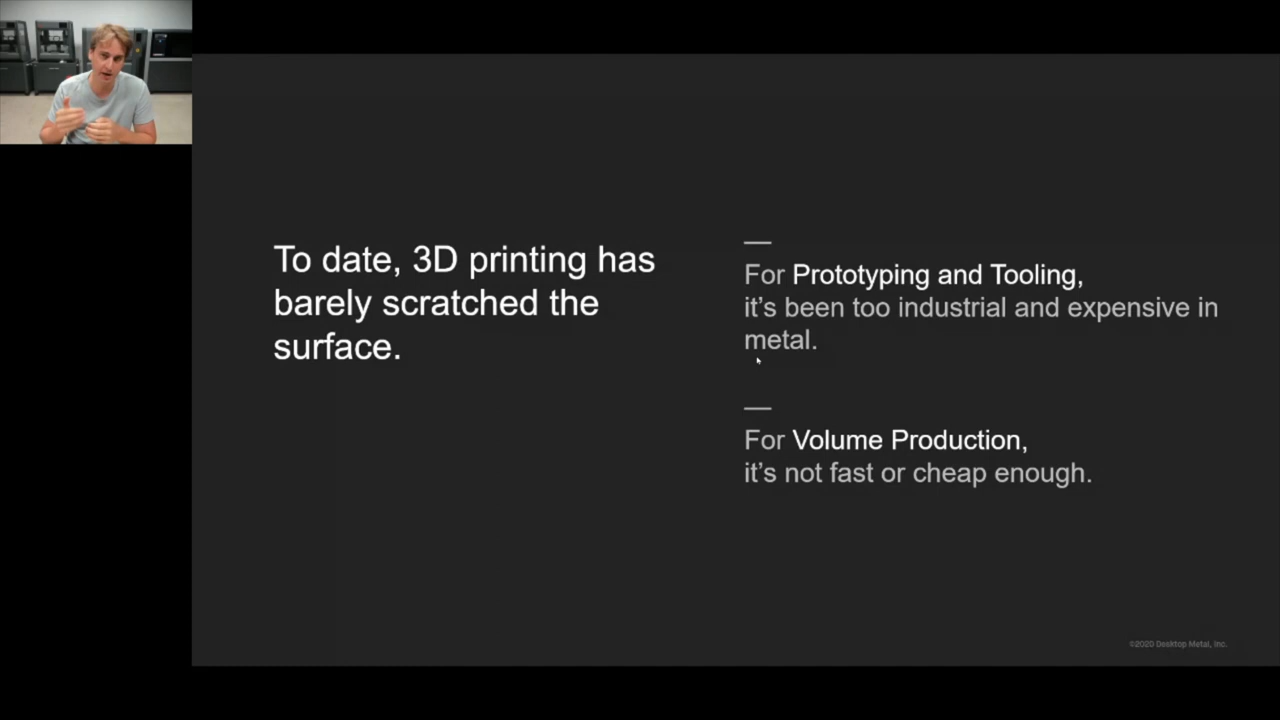 To date, 3D printing has
barely scratched the
surface.
For Prototyping and Tooling,
it’s been too industrial and expensive in
metal.
For Volume Production,
it’s not fast or cheap enough.
©2020 Desktop Metal, Inc.